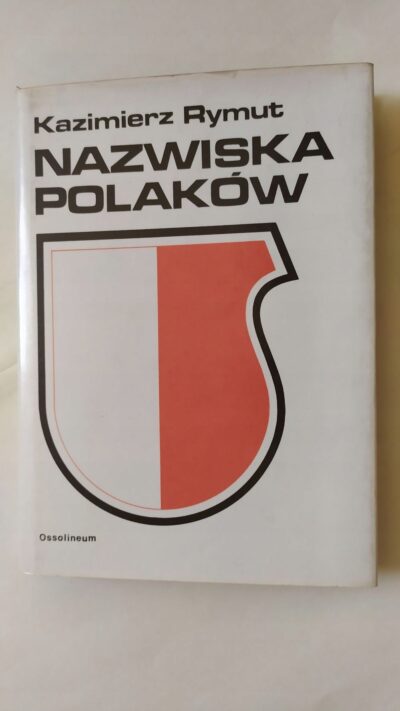 Kazimierz Rymut
NAZWISKA
POLAKÓW
Ossolineum